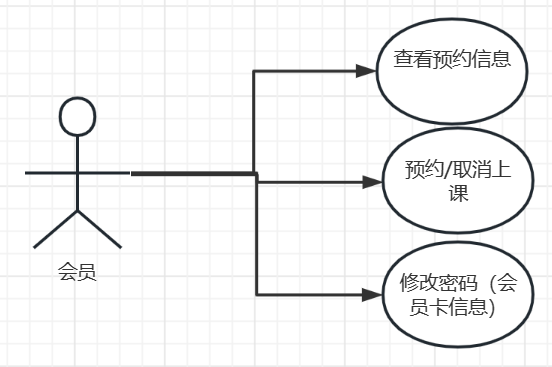 查看预约信息
预约/取消上
课
会员
修改密码（会
员卡信息）